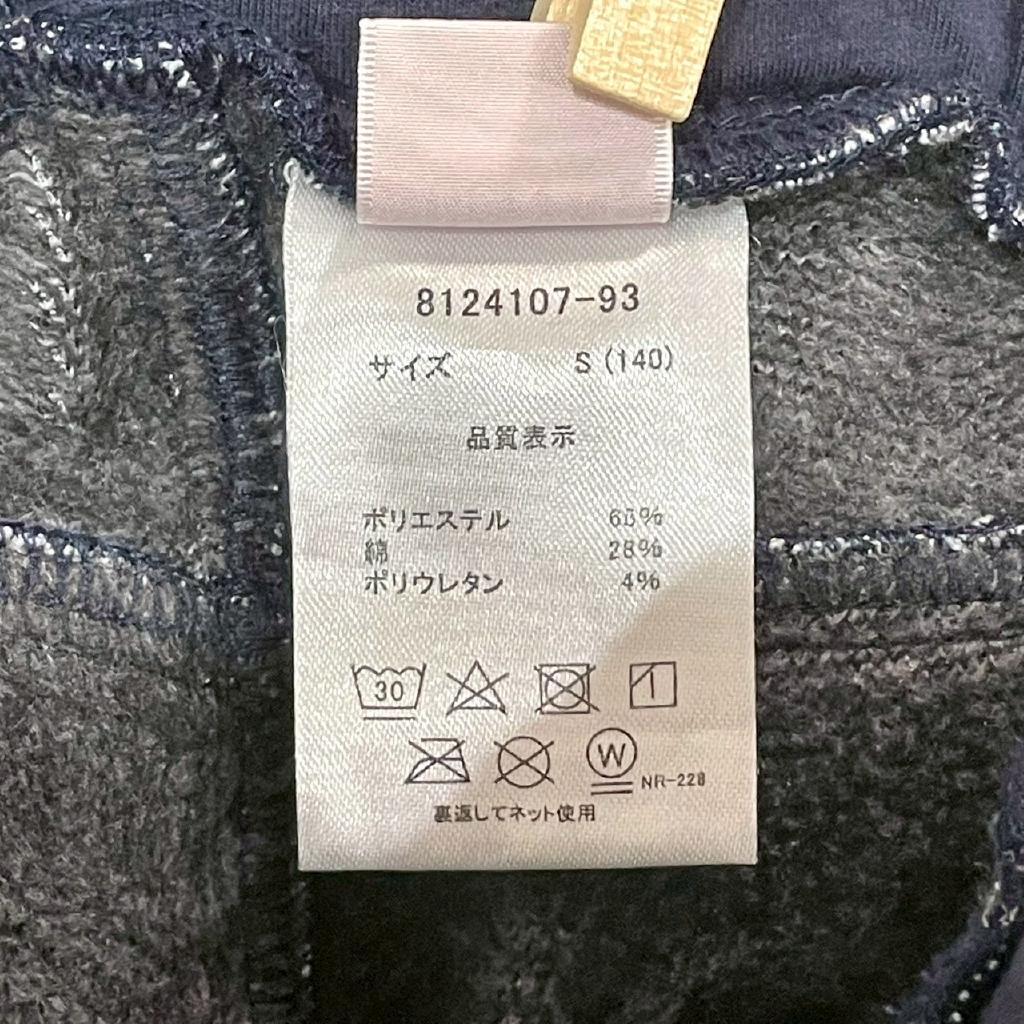 8124107-93
サイズ S (140)
品質表示
ポリエステル 68%
綿 28%
ポリウレタン 4%
30
W NR-228
裏返してネット使用